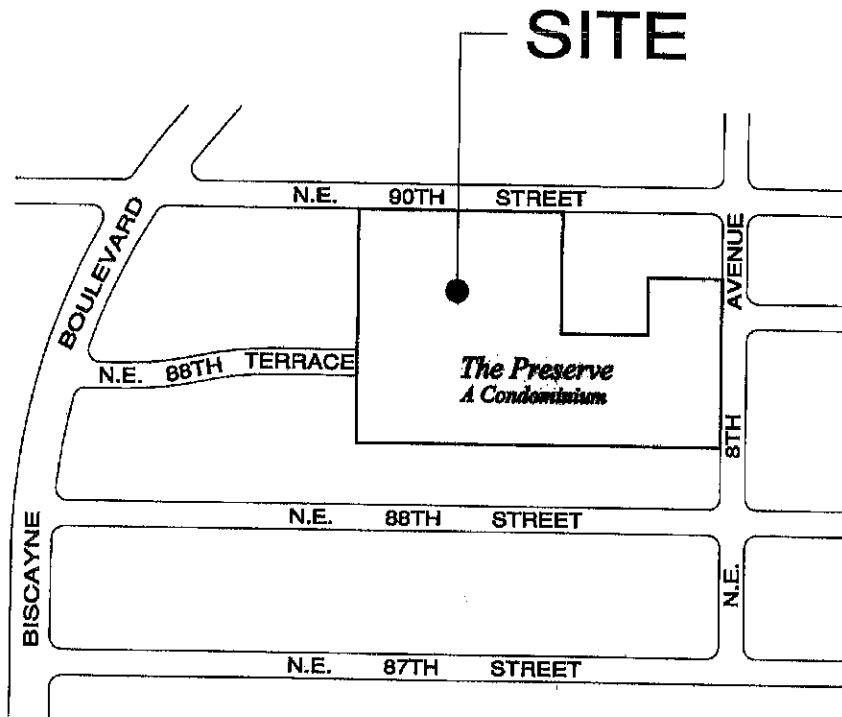 SITE
N.E. 90TH STREET
BISCAYNE BOULEVARD
N.E. 88TH TERRACE
The Preserve
A Condominium
N.E. 8TH AVENUE
N.E. 88TH STREET
N.E. 87TH STREET